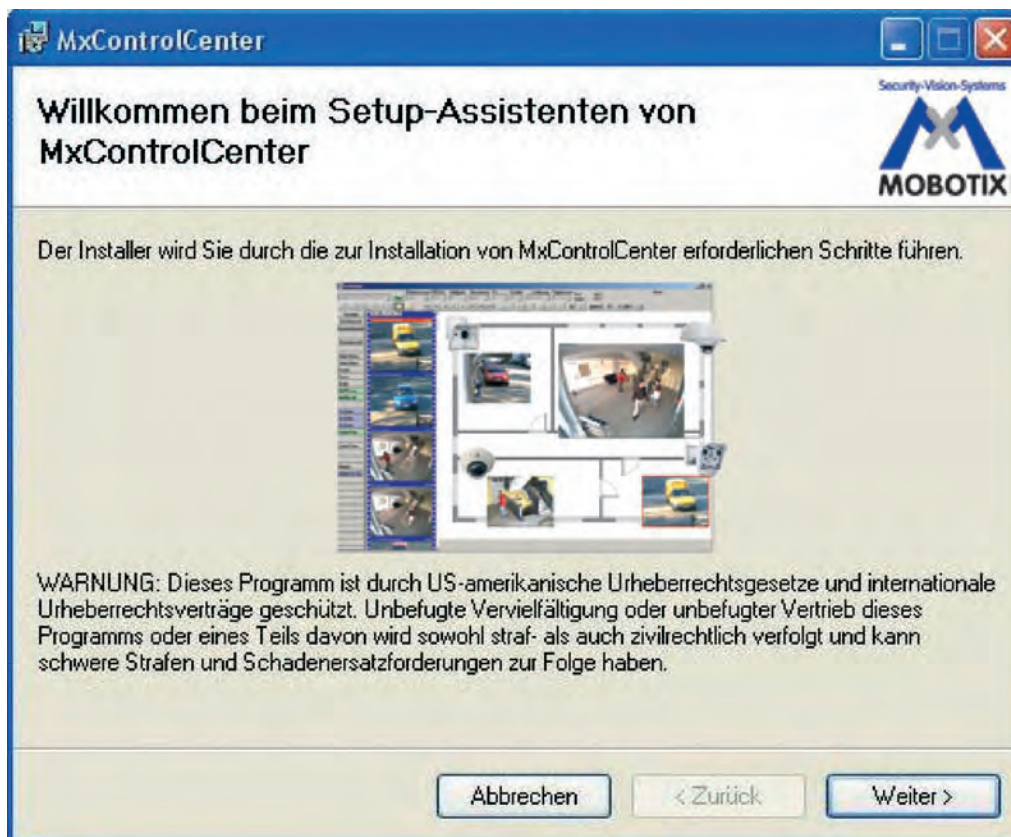 MxControlCenter
Willkommen beim Setup-Assistenten von
MxControlCenter
Security-Vision-Systems
MOBOTIX
Der Installer wird Sie durch die zur Installation von MxControlCenter erforderlichen Schritte führen.
WARNUNG: Dieses Programm ist durch US-amerikanische Urheberrechtsgesetze und internationale
Urheberrechtsverträge geschützt. Unbefugte Vervielfältigung oder unbefugter Vertrieb dieses
Programms oder eines Teils davon wird sowohl straf- als auch zivilrechtlich verfolgt und kann
schwere Strafen und Schadenersatzforderungen zur Folge haben.
Abbrechen
< Zurück
Weiter >